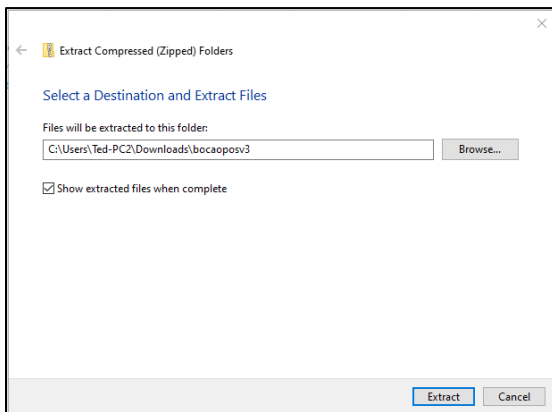 Extract Compressed (Zipped) Folders
Select a Destination and Extract Files
Files will be extracted to this folder:
C:\Users\Ted-PC2\Downloads\bocaoposv3
Browse...
Show extracted files when complete
Extract
Cancel